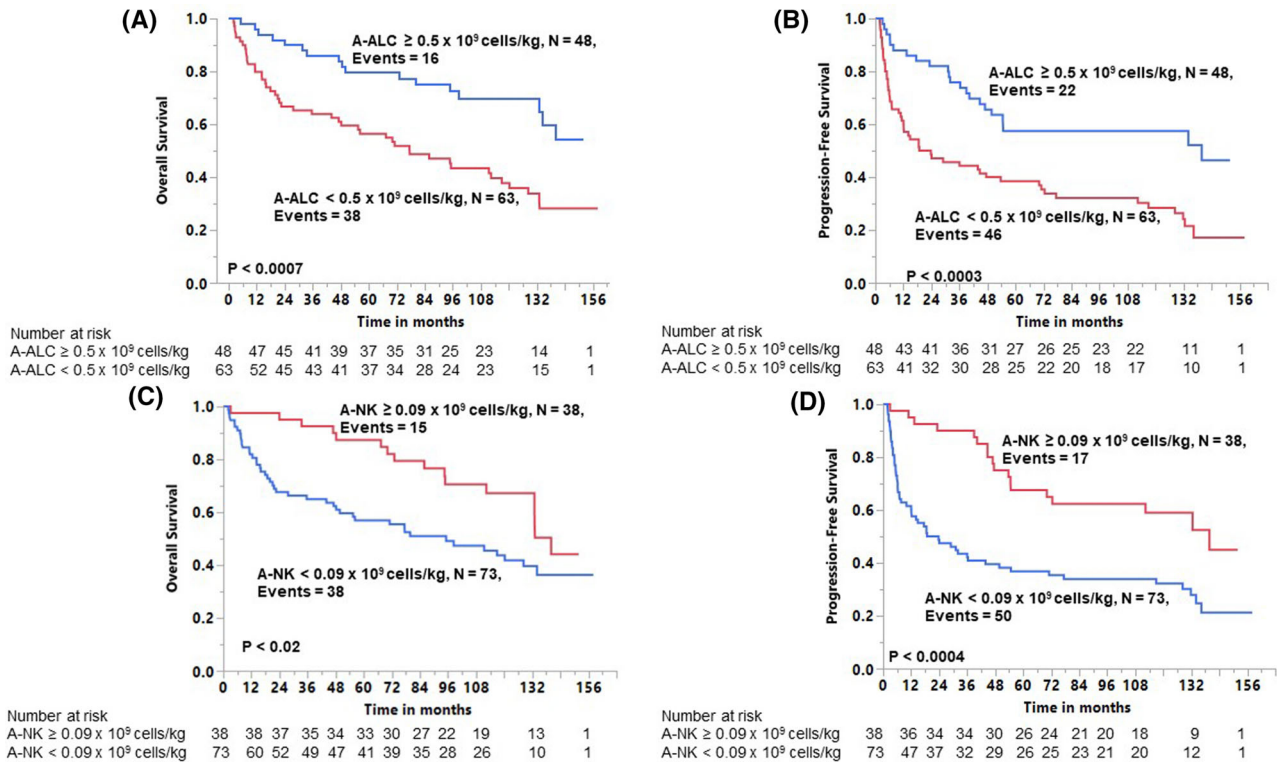 (A)
1.0
0.8
0.6
0.4
0.2
0.0
Overall Survival
A-ALC ≥ 0.5 x 10⁹ cells/kg, N = 48,
Events = 16
A-ALC < 0.5 x 10⁹ cells/kg, N = 63,
Events = 38
P < 0.0007
0 12 24 36 48 60 72 84 96 108 132 156
Time in months
Number at risk
A-ALC ≥ 0.5 x 10⁹ cells/kg 48 47 45 41 39 37 35 31 25 23 14 1
A-ALC < 0.5 x 10⁹ cells/kg 63 52 45 43 41 37 34 28 24 23 15 1
(B)
1.0
0.8
0.6
0.4
0.2
0.0
Progression-Free Survival
A-ALC ≥ 0.5 x 10⁹ cells/kg, N = 48,
Events = 22
A-ALC < 0.5 x 10⁹ cells/kg, N = 63,
Events = 46
P < 0.0003
0 12 24 36 48 60 72 84 96 108 132 156
Time in months
Number at risk
A-ALC ≥ 0.5 x 10⁹ cells/kg 48 43 41 36 31 27 26 25 23 22 11 1
A-ALC < 0.5 x 10⁹ cells/kg 63 41 32 30 28 25 22 20 18 17 10 1
(C)
1.0
0.8
0.6
0.4
0.2
0.0
Overall Survival
A-NK ≥ 0.09 x 10⁹ cells/kg, N = 38,
Events = 15
A-NK < 0.09 x 10⁹ cells/kg, N = 73,
Events = 38
P < 0.02
0 12 24 36 48 60 72 84 96 108 132 156
Time in months
Number at risk
A-NK ≥ 0.09 x 10⁹ cells/kg 38 38 37 35 34 33 30 27 22 19 13 1
A-NK < 0.09 x 10⁹ cells/kg 73 60 52 49 47 41 39 35 28 26 10 1
(D)
1.0
0.8
0.6
0.4
0.2
0.0
Progression-Free Survival
A-NK ≥ 0.09 x 10⁹ cells/kg, N = 38,
Events = 17
A-NK < 0.09 x 10⁹ cells/kg, N = 73,
Events = 50
P < 0.0004
0 12 24 36 48 60 72 84 96 108 132 156
Time in months
Number at risk
A-NK ≥ 0.09 x 10⁹ cells/kg 38 36 34 34 30 26 24 21 20 18 9 1
A-NK < 0.09 x 10⁹ cells/kg 73 47 37 32 29 26 25 23 21 20 12 1